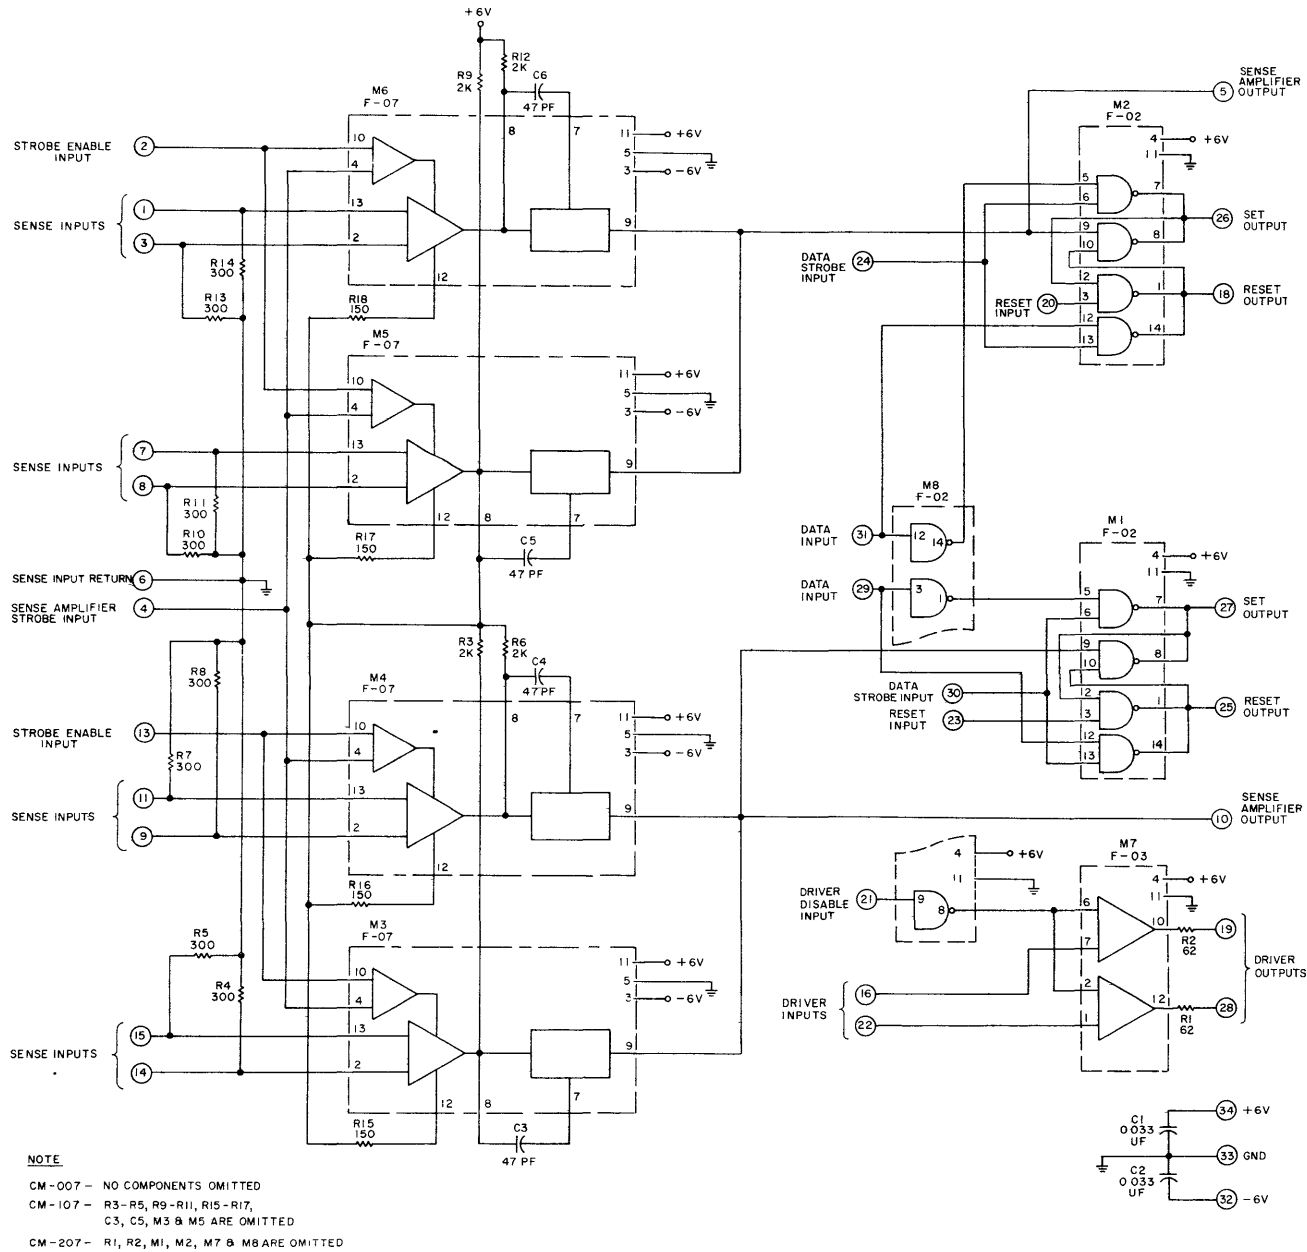 +6V
R12
2K
R9
2K
C6
47 PF
M6
F-07
8
7
11
+6V
5
3
-6V
STROBE ENABLE
INPUT
2
10
4
SENSE INPUTS
1
3
13
2
9
12
R14
300
R13
300
R18
150
SENSE
AMPLIFIER
OUTPUT
5
M2
F-02
4
+6V
11
5
6
7
26
SET
OUTPUT
9
10
8
DATA
STROBE
INPUT
24
2
3
1
18
RESET
OUTPUT
RESET
INPUT
20
12
13
14
M5
F-07
11
+6V
5
3
-6V
10
4
SENSE INPUTS
7
8
13
2
9
12
8
7
R11
300
R10
300
R17
150
C5
47 PF
M8
F-02
DATA
INPUT
31
12
14
DATA
INPUT
29
3
1
M1
F-02
4
+6V
11
5
6
7
27
SET
OUTPUT
9
10
8
DATA
STROBE INPUT
30
RESET
INPUT
23
12
3
1
25
RESET
OUTPUT
12
13
14
SENSE INPUT RETURN
6
SENSE AMPLIFIER
STROBE INPUT
4
R3
2K
R6
2K
C4
47PF
R8
300
M4
F-07
8
7
11
+6V
5
3
-6V
STROBE ENABLE
INPUT
13
10
4
R7
300
SENSE INPUTS
11
9
13
2
9
12
R16
150
SENSE
AMPLIFIER
OUTPUT
10
4
+6V
11
DRIVER
DISABLE
INPUT
21
9
8
M7
F-03
4
+6V
11
6
7
10
R2
62
19
DRIVER
OUTPUTS
DRIVER
INPUTS
16
22
2
1
12
R1
62
28
M3
F-07
11
+6V
5
3
-6V
R5
300
R4
300
10
4
SENSE INPUTS
15
14
13
2
9
12
8
7
R15
150
C3
47 PF
C1
0.033
UF
34
+6V
33
GND
C2
0.033
UF
32
-6V
NOTE
CM-007 - NO COMPONENTS OMITTED
CM-107 - R3-R5, R9-R11, R15-R17,
C3, C5, M3 & M5 ARE OMITTED
CM-207 - R1, R2, M1, M2, M7 & M8 ARE OMITTED